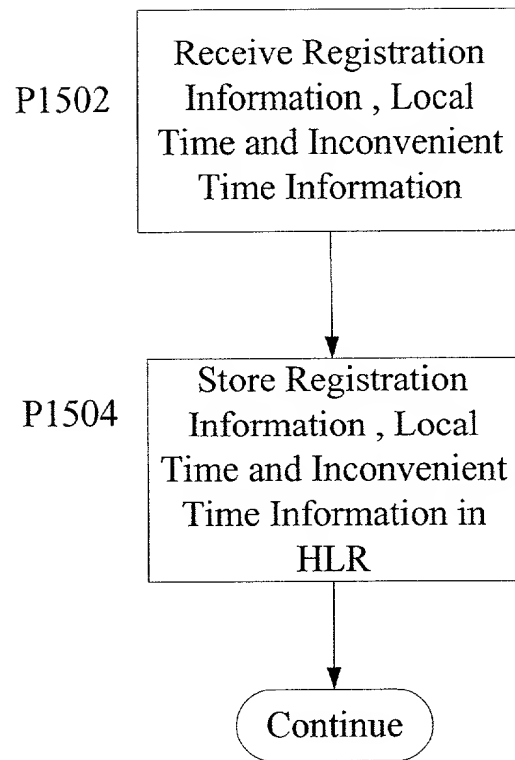 P1502
Receive Registration
Information , Local
Time and Inconvenient
Time Information
P1504
Store Registration
Information , Local
Time and Inconvenient
Time Information in
HLR
Continue